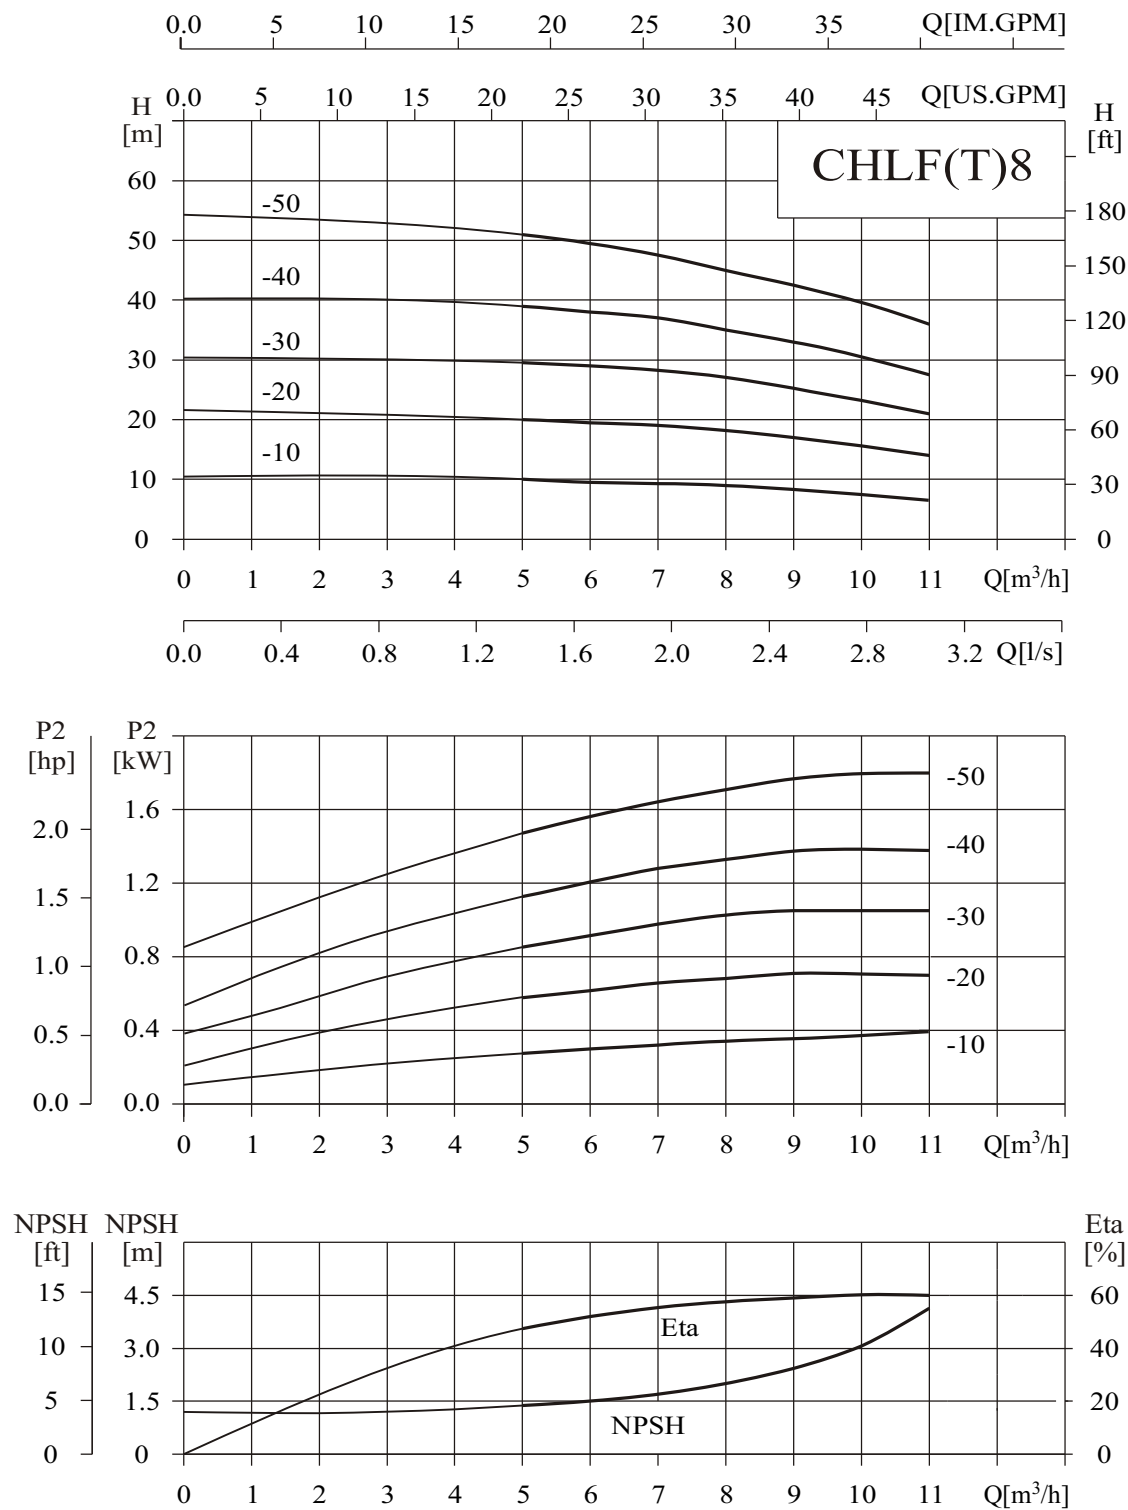 0.0 5 10 15 20 25 30 35 Q[IM.GPM]
H 0.0 5 10 15 20 25 30 35 40 45 Q[US.GPM] H
[m] [ft]
CHLF(T)8
60
-50 180
50
150
-40
40
120
-30
30
90
-20
20
60
-10
10
30
0 0
0 1 2 3 4 5 6 7 8 9 10 11 Q[m³/h]
0.0 0.4 0.8 1.2 1.6 2.0 2.4 2.8 3.2 Q[l/s]
P2 P2
[hp] [kW]
-50
1.6
2.0
-40
1.5 1.2
-30
1.0 0.8
-20
0.5 0.4
-10
0.0 0.0
0 1 2 3 4 5 6 7 8 9 10 11 Q[m³/h]
NPSH NPSH Eta
[ft] [m] [%]
15 4.5 60
Eta
10 3.0 40
5 1.5 20
NPSH
0 0 0
0 1 2 3 4 5 6 7 8 9 10 11 Q[m³/h]